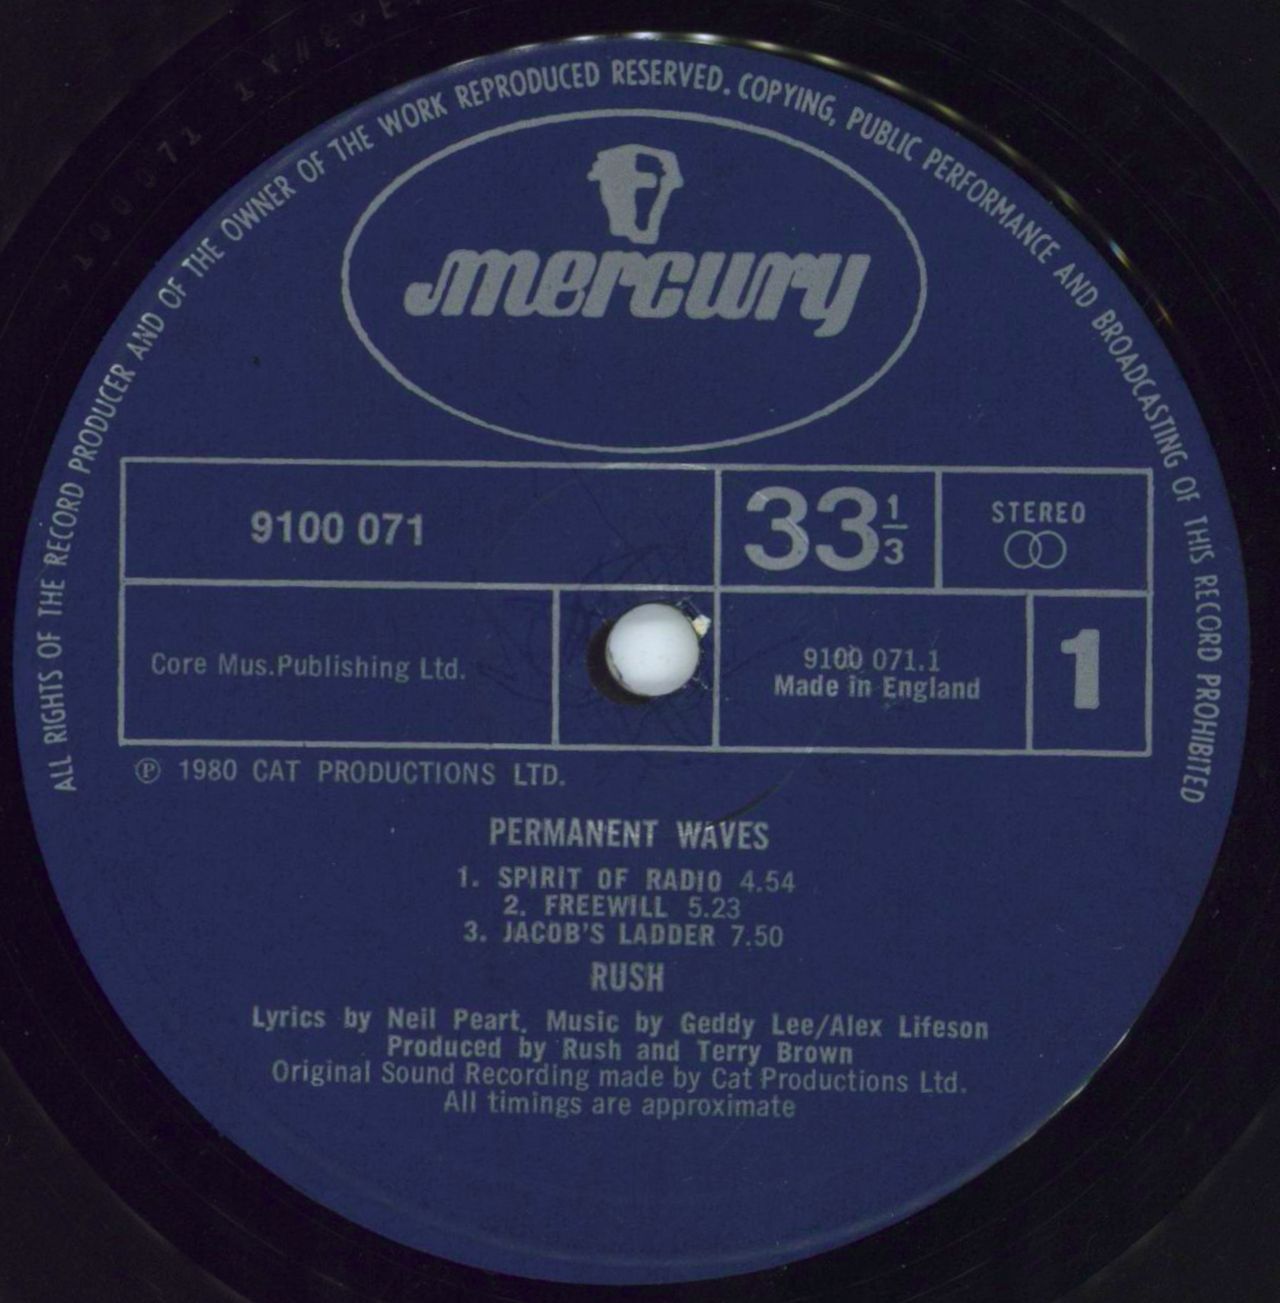 ALL RIGHTS OF THE RECORD PRODUCER AND OF THE OWNER OF THE WORK REPRODUCED RESERVED. COPYING, PUBLIC PERFORMANCE AND BROADCASTING OF THIS RECORD PROHIBITED
mercury
9100 071
33 1/3
STEREO
Core Mus.Publishing Ltd.
9100 071.1
Made in England
1
℗ 1980 CAT PRODUCTIONS LTD.
PERMANENT WAVES
1. SPIRIT OF RADIO 4.54
2. FREEWILL 5.23
3. JACOB'S LADDER 7.50
RUSH
Lyrics by Neil Peart. Music by Geddy Lee/Alex Lifeson
Produced by Rush and Terry Brown
Original Sound Recording made by Cat Productions Ltd.
All timings are approximate